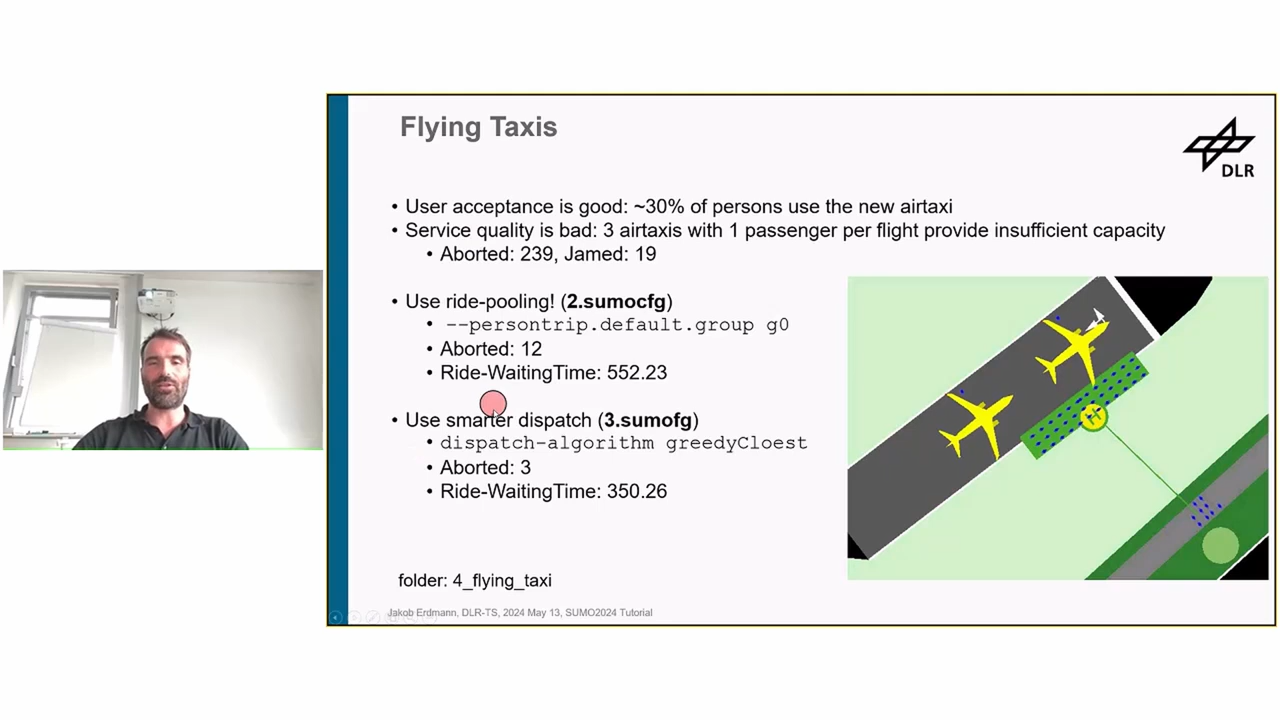 Flying Taxis
DLR
• User acceptance is good: ~30% of persons use the new airtaxi
• Service quality is bad: 3 airtaxis with 1 passenger per flight provide insufficient capacity
• Aborted: 239, Jamed: 19
• Use ride-pooling! (2.sumocfg)
• --persontrip.default.group g0
• Aborted: 12
• Ride-WaitingTime: 552.23
• Use smarter dispatch (3.sumofg)
• dispatch-algorithm greedyCloest
• Aborted: 3
• Ride-WaitingTime: 350.26
H
folder: 4_flying_taxi
Jakob Erdmann, DLR-TS, 2024 May 13, SUMO2024 Tutorial